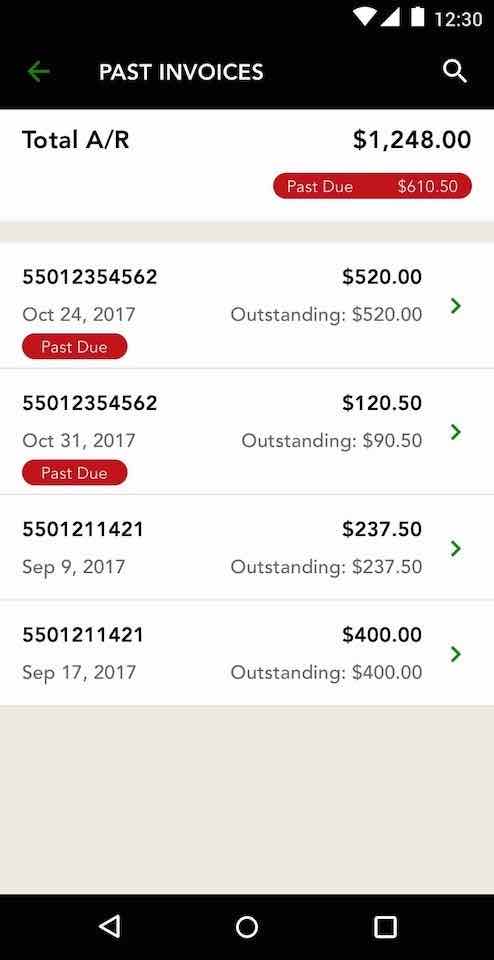 12:30
PAST INVOICES
Total A/R $1,248.00
Past Due $610.50
55012354562 $520.00
Oct 24, 2017 Outstanding: $520.00
Past Due
55012354562 $120.50
Oct 31, 2017 Outstanding: $90.50
Past Due
5501211421 $237.50
Sep 9, 2017 Outstanding: $237.50
5501211421 $400.00
Sep 17, 2017 Outstanding: $400.00